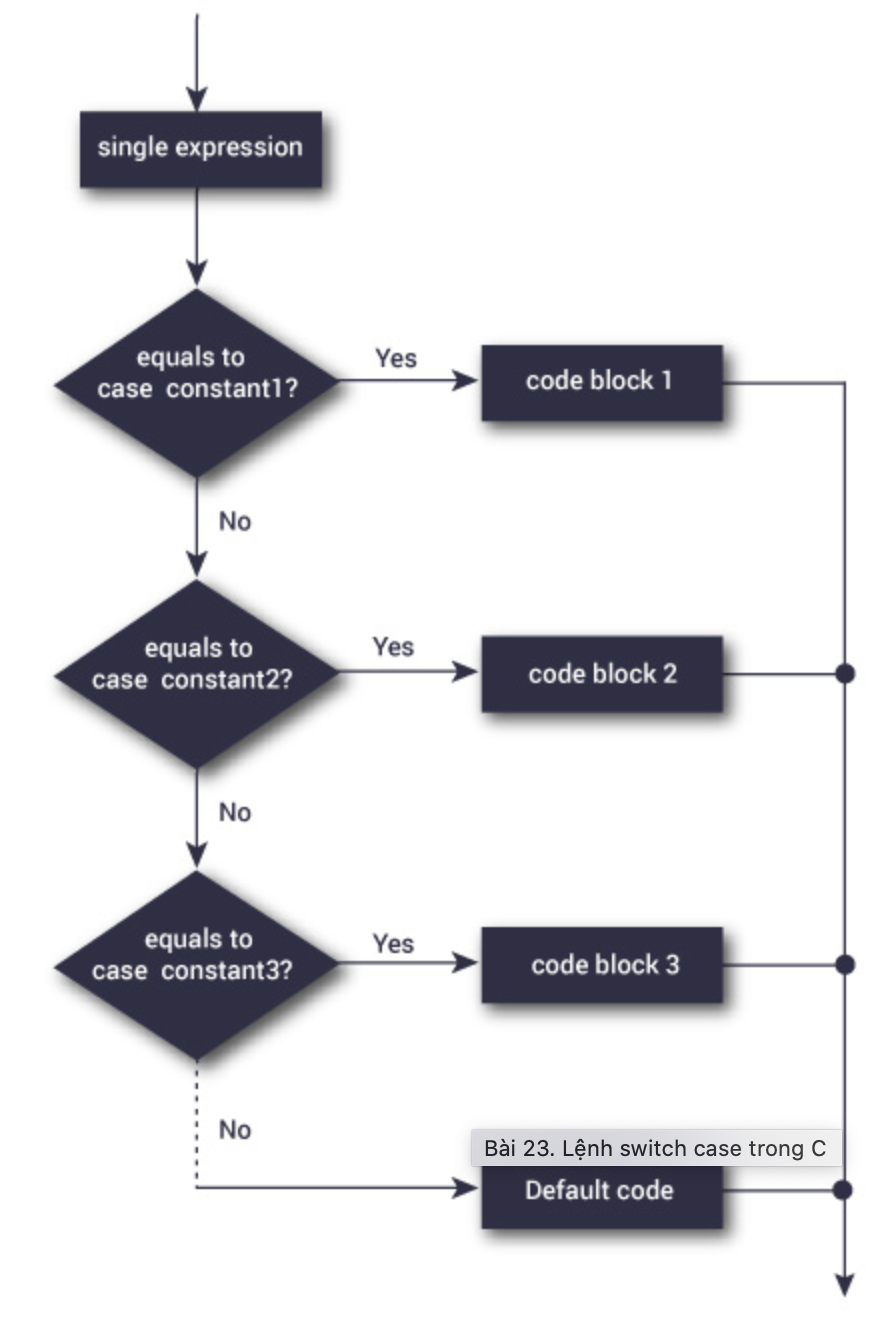 single expression
equals to
case constant1?
Yes
code block 1
No
equals to
case constant2?
Yes
code block 2
No
equals to
case constant3?
Yes
code block 3
No
Bài 23. Lệnh switch case trong C
Default code